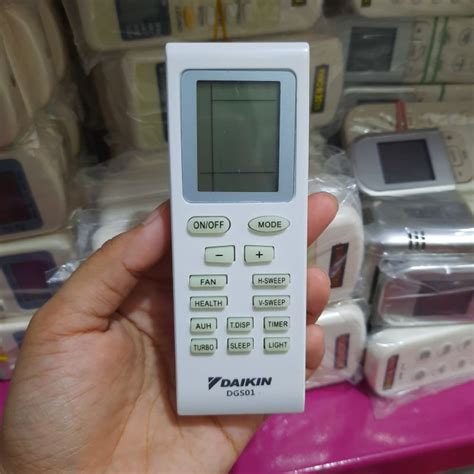 ON/OFF MODE
− +
FAN H-SWEEP
HEALTH V-SWEEP
AUH T.DISP TIMER
TURBO SLEEP LIGHT
DAIKIN
DGS01